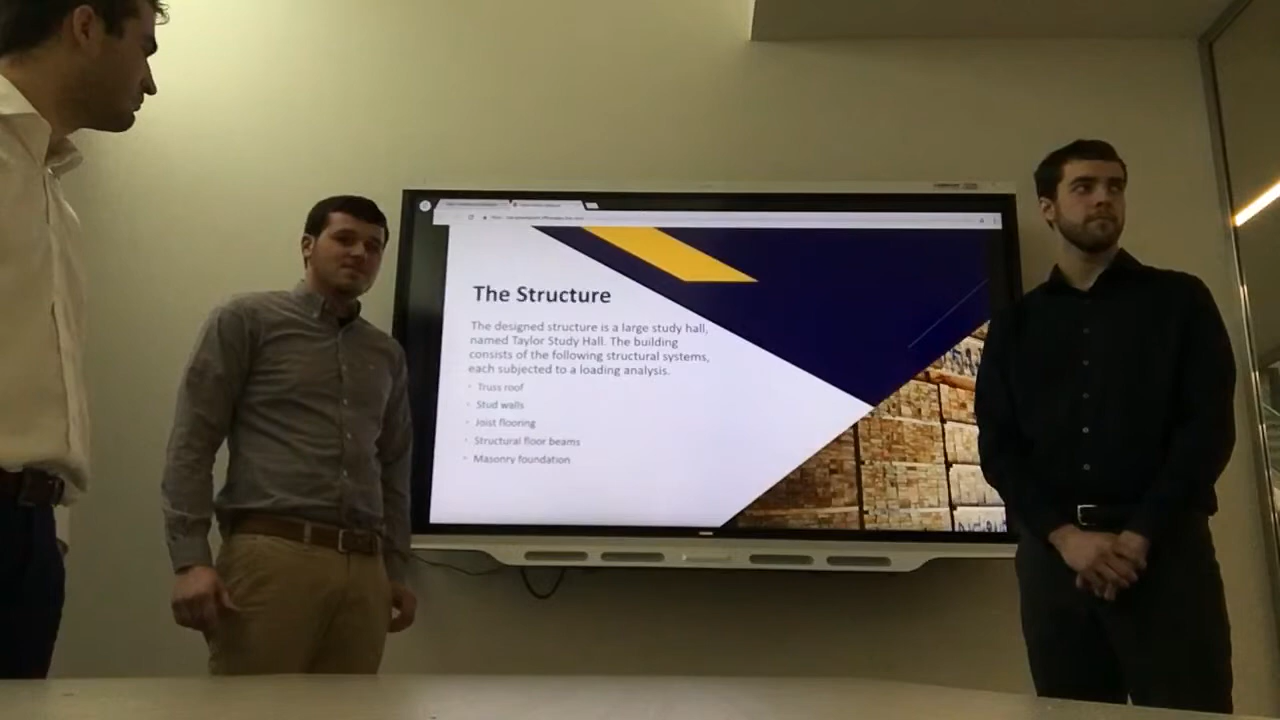 The Structure
The designed structure is a large study hall,
named Taylor Study Hall. The building
consists of the following structural systems,
each subjected to a loading analysis.
· Truss roof
· Stud walls
· Joist flooring
· Structural floor beams
· Masonry foundation